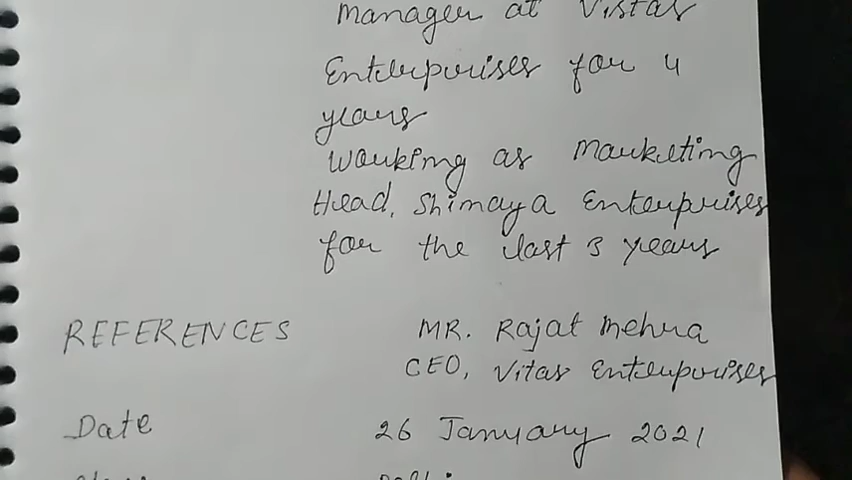 Manager at Vistas
Enterprises for 4
years
Working as Marketing
Head, Shimaya Enterprises
for the last 3 years
REFERENCES MR. Rajat Mehra
CEO, Vitas Enterprises
Date 26 January 2021